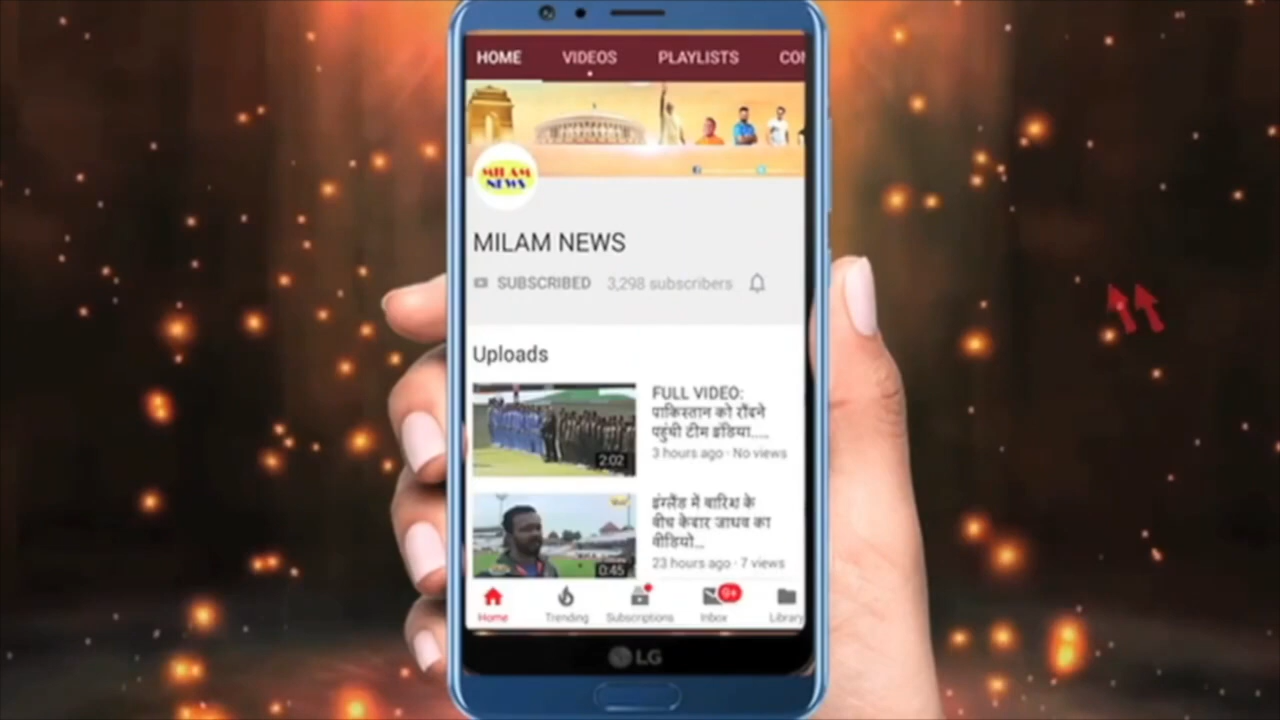 HOME VIDEOS PLAYLISTS CON
MILAM
NEWS
MILAM NEWS
SUBSCRIBED 3,298 subscribers
Uploads
FULL VIDEO:
पाकिस्तान को रौंदने
पहुंची टीम इंडिया.....
3 hours ago · No views
2:02
इंग्लैंड में बारिश के
बीच केदार जाधव का
वीडियो...
23 hours ago · 7 views
0:45
Home Trending Subscriptions Inbox 9+ Library
LG